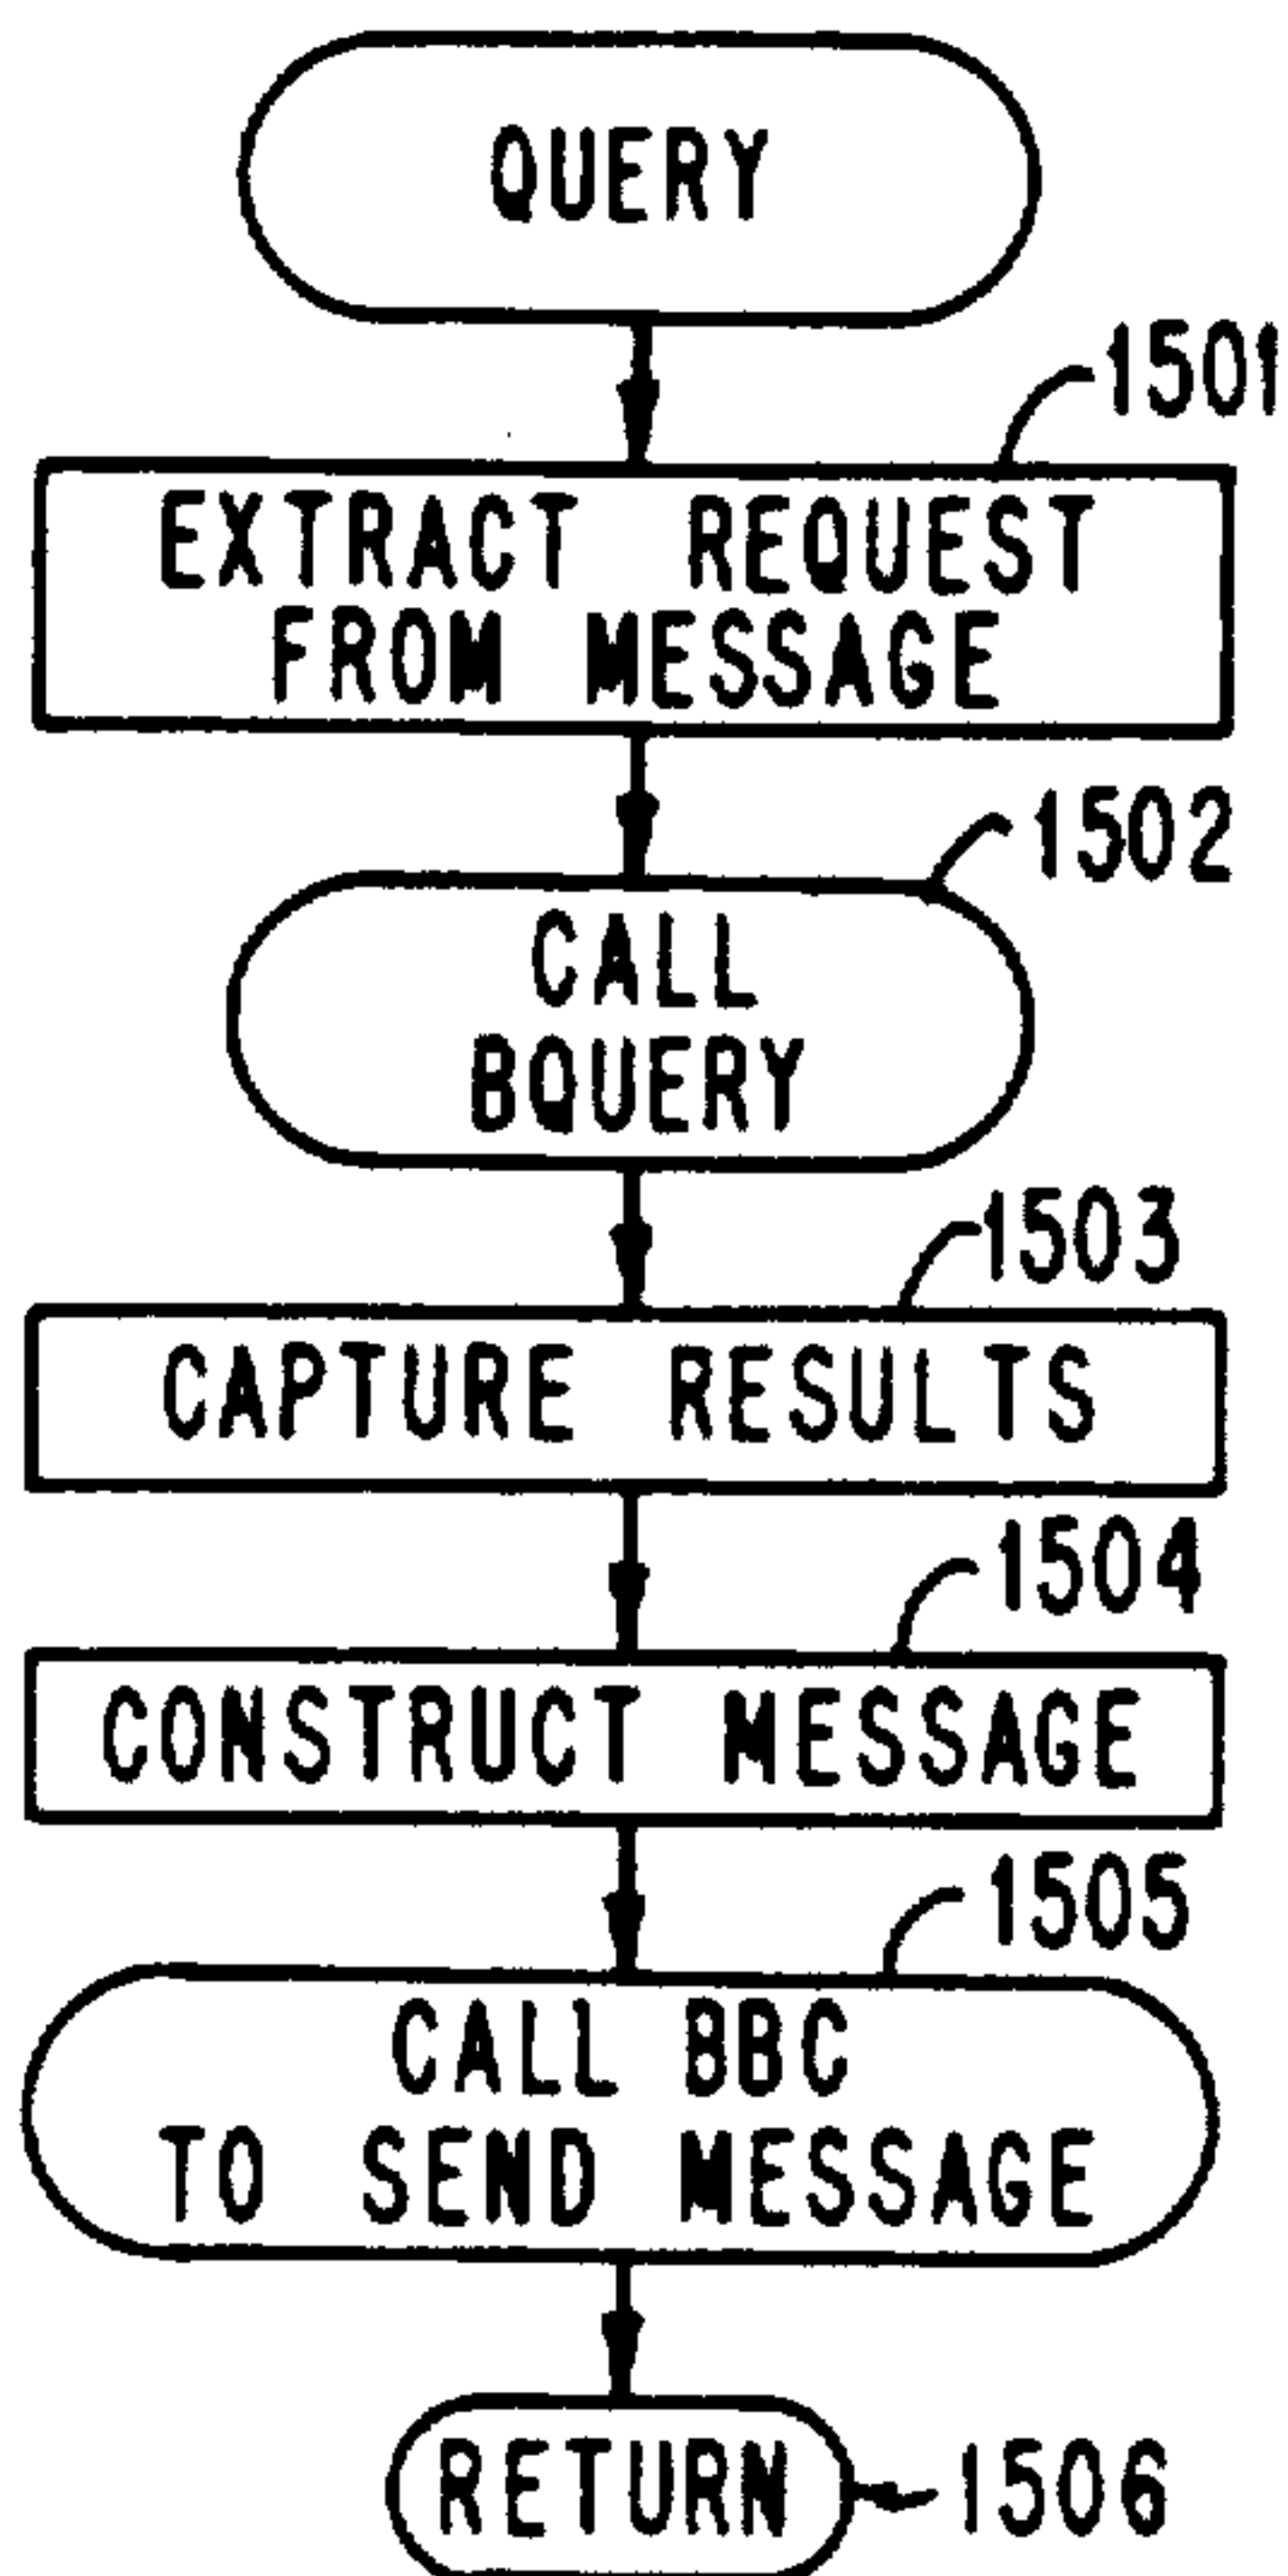 QUERY
1501
EXTRACT REQUEST
FROM MESSAGE
1502
CALL
BQUERY
1503
CAPTURE RESULTS
1504
CONSTRUCT MESSAGE
1505
CALL BBC
TO SEND MESSAGE
RETURN 1506